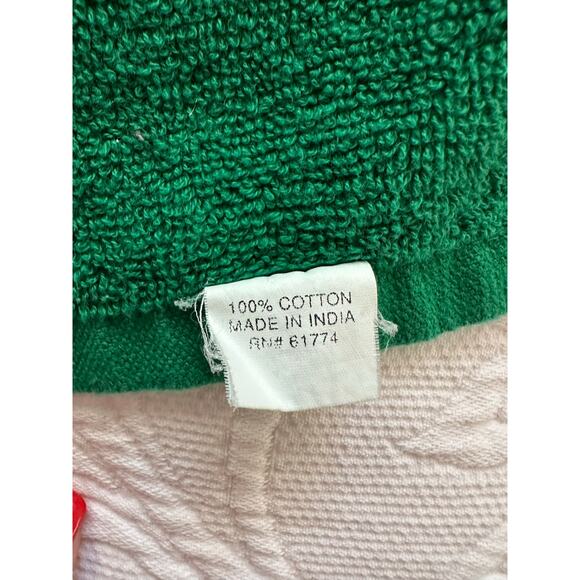 100% COTTON
MADE IN INDIA
RN# 61774